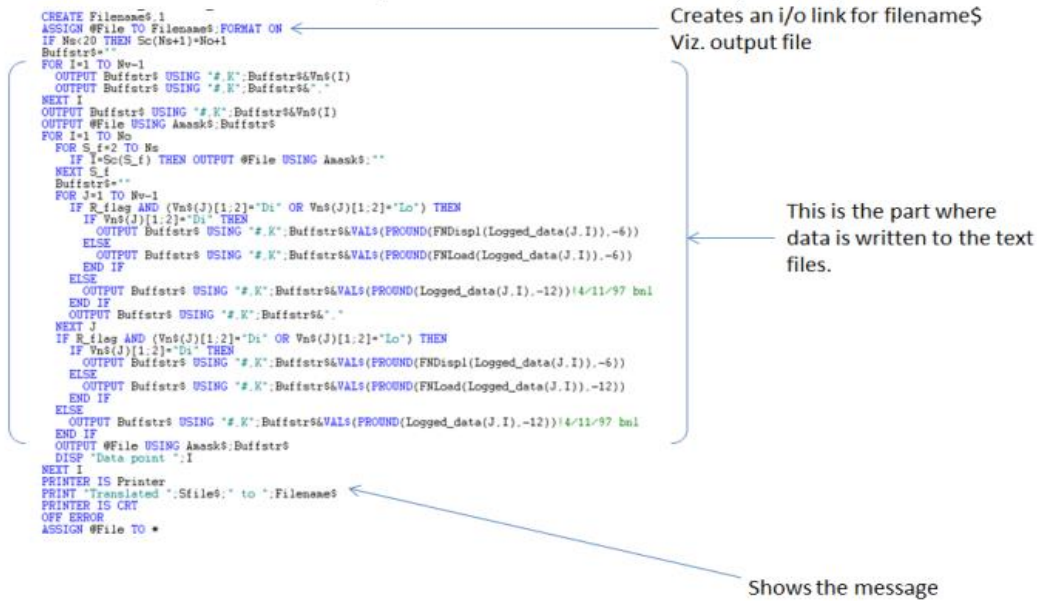 CREATE Filename$,1
ASSIGN @File TO Filename$;FORMAT ON
IF Ns<20 THEN Sc(Ns+1)=No+1
Buffstr$=""
FOR I=1 TO Nv-1
OUTPUT Buffstr$ USING "#,K";Buffstr$&Vn$(I)
OUTPUT Buffstr$ USING "#,K";Buffstr$&","
NEXT I
OUTPUT Buffstr$ USING "#,K";Buffstr$&Vn$(I)
OUTPUT @File USING Amask$;Buffstr$
FOR I=1 TO No
FOR S_f=2 TO Ns
IF I=Sc(S_f) THEN OUTPUT @File USING Amask$;""
NEXT S_f
Buffstr$=""
FOR J=1 TO Nv-1
IF R_flag AND (Vn$(J)[1;2]="Di" OR Vn$(J)[1;2]="Lo") THEN
IF Vn$(J)[1;2]="Di" THEN
OUTPUT Buffstr$ USING "#,K";Buffstr$&VAL$(PROUND(FNDispl(Logged_data(J,I)),-6))
ELSE
OUTPUT Buffstr$ USING "#,K";Buffstr$&VAL$(PROUND(FNLoad(Logged_data(J,I)),-6))
END IF
ELSE
OUTPUT Buffstr$ USING "#,K";Buffstr$&VAL$(PROUND(Logged_data(J,I),-12))!4/11/97 bnl
END IF
OUTPUT Buffstr$ USING "#,K";Buffstr$&","
NEXT J
IF R_flag AND (Vn$(J)[1;2]="Di" OR Vn$(J)[1;2]="Lo") THEN
IF Vn$(J)[1;2]="Di" THEN
OUTPUT Buffstr$ USING "#,K";Buffstr$&VAL$(PROUND(FNDispl(Logged_data(J,I)),-6))
ELSE
OUTPUT Buffstr$ USING "#,K";Buffstr$&VAL$(PROUND(FNLoad(Logged_data(J,I)),-12))
END IF
ELSE
OUTPUT Buffstr$ USING "#,K";Buffstr$&VAL$(PROUND(Logged_data(J,I),-12))!4/11/97 bnl
END IF
OUTPUT @File USING Amask$;Buffstr$
DISP "Data point ";I
NEXT I
PRINTER IS Printer
PRINT "Translated ";Sfile$;" to ";Filename$
PRINTER IS CRT
OFF ERROR
ASSIGN @File TO *
Creates an i/o link for filename$
Viz. output file
This is the part where
data is written to the text
files.
Shows the message